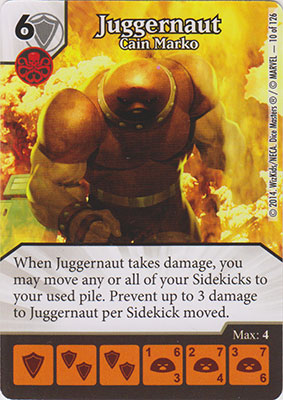 6
Juggernaut
Cain Marko
© 2014 WizKids/NECA. Dice Masters ® / © MARVEL — 10 of 126
When Juggernaut takes damage, you
may move any or all of your Sidekicks to
your used pile. Prevent up to 3 damage
to Juggernaut per Sidekick moved.
Max: 4
1 6 3
2 7 4
3 7 6